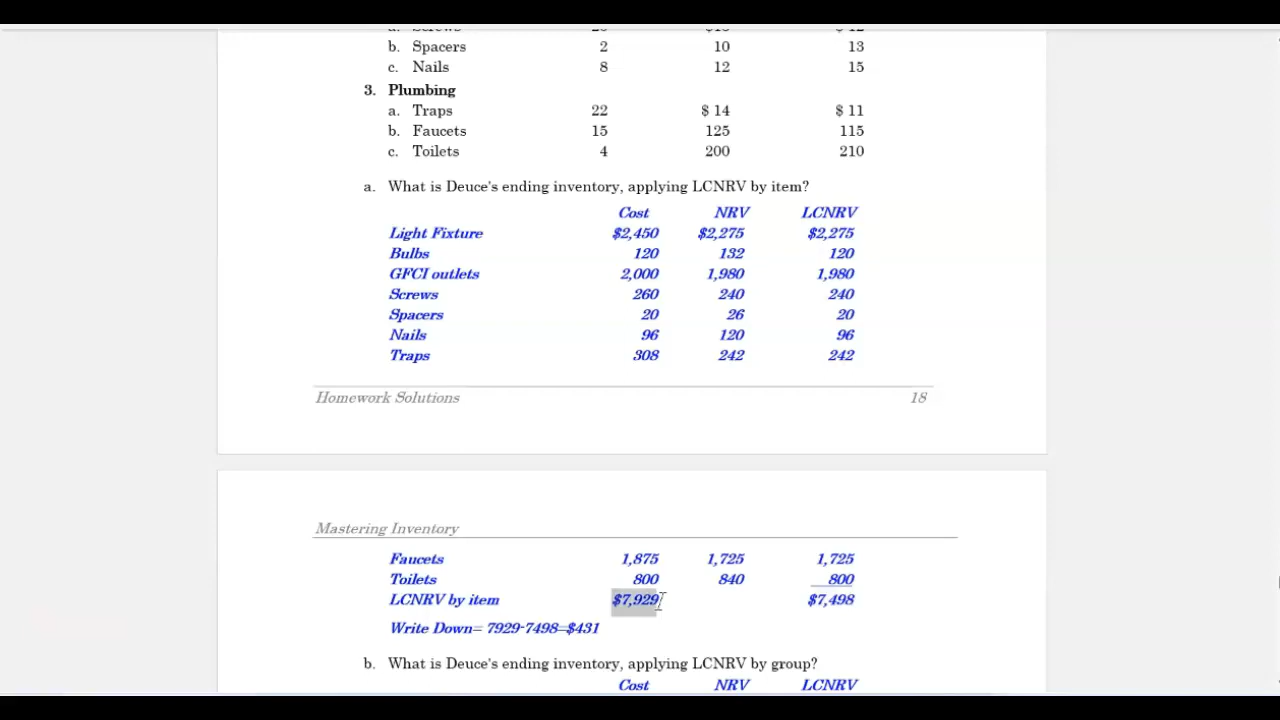 b. Spacers 2 10 13
c. Nails 8 12 15
3. Plumbing
a. Traps 22 $ 14 $ 11
b. Faucets 15 125 115
c. Toilets 4 200 210
a. What is Deuce's ending inventory, applying LCNRV by item?
Cost NRV LCNRV
Light Fixture $2,450 $2,275 $2,275
Bulbs 120 132 120
GFCI outlets 2,000 1,980 1,980
Screws 260 240 240
Spacers 20 26 20
Nails 96 120 96
Traps 308 242 242
Homework Solutions 18
Mastering Inventory
Faucets 1,875 1,725 1,725
Toilets 800 840 800
LCNRV by item $7,929 $7,498
Write Down= 7929-7498=$431
b. What is Deuce's ending inventory, applying LCNRV by group?
Cost NRV LCNRV